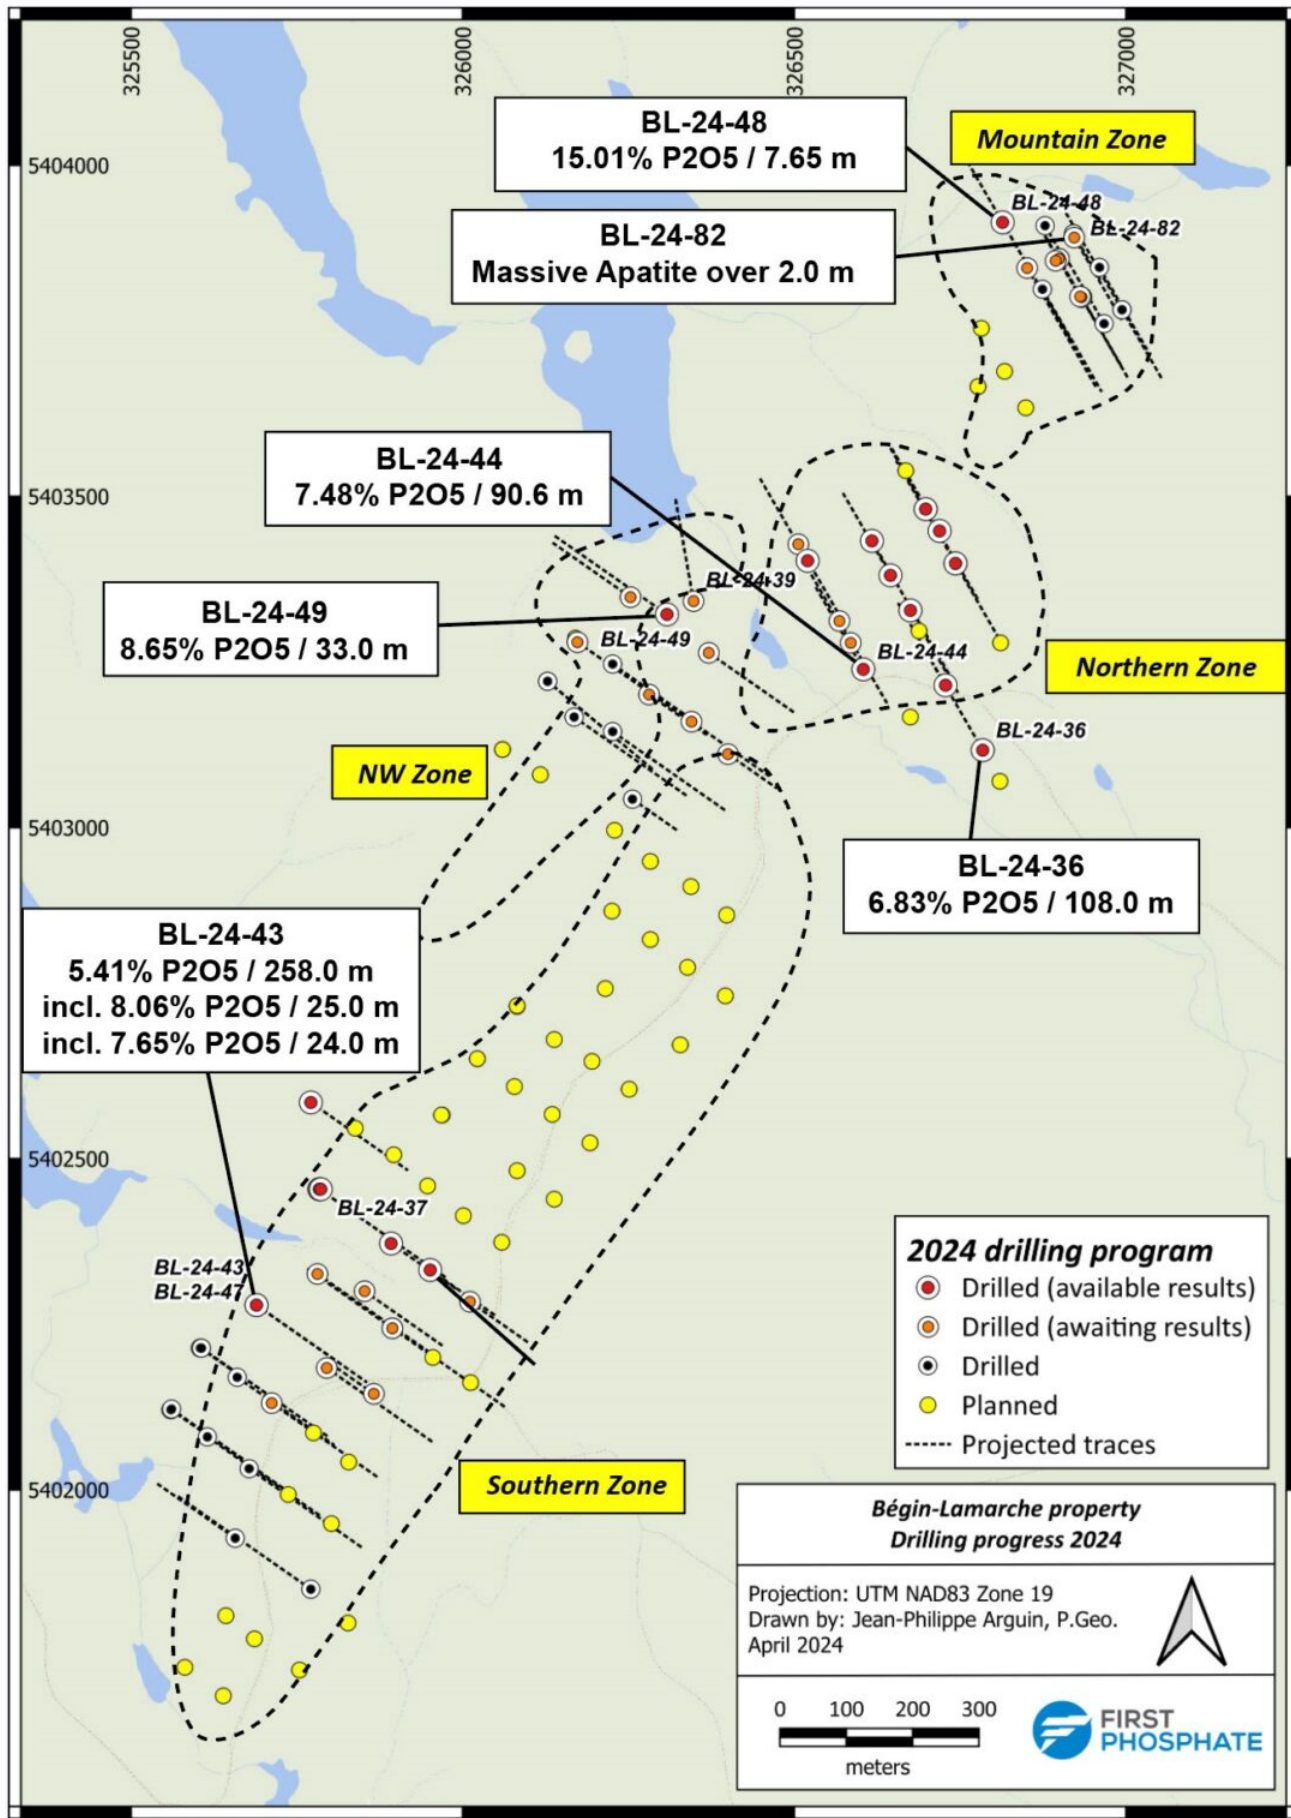 325500
326000
326500
327000
5404000
5403500
5403000
5402500
5402000
BL-24-48
15.01% P2O5 / 7.65 m
Mountain Zone
BL-24-48
BL-24-82
BL-24-82
Massive Apatite over 2.0 m
BL-24-44
7.48% P2O5 / 90.6 m
BL-24-39
BL-24-49
8.65% P2O5 / 33.0 m
BL-24-49
BL-24-44
Northern Zone
BL-24-36
NW Zone
BL-24-36
6.83% P2O5 / 108.0 m
BL-24-43
5.41% P2O5 / 258.0 m
incl. 8.06% P2O5 / 25.0 m
incl. 7.65% P2O5 / 24.0 m
BL-24-37
BL-24-43
BL-24-47
Southern Zone
2024 drilling program
Drilled (available results)
Drilled (awaiting results)
Drilled
Planned
Projected traces
Bégin-Lamarche property
Drilling progress 2024
Projection: UTM NAD83 Zone 19
Drawn by: Jean-Philippe Arguin, P.Geo.
April 2024
0 100 200 300
meters
FIRST
PHOSPHATE